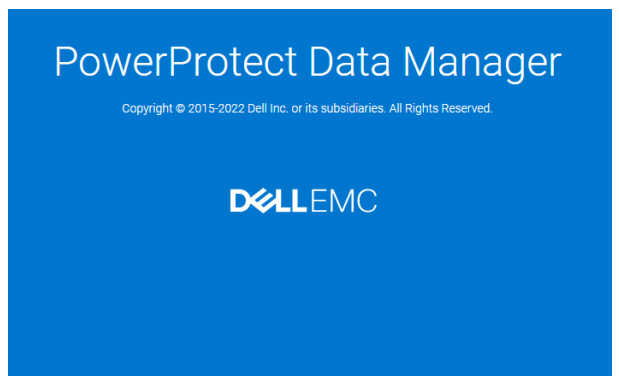 PowerProtect Data Manager
Copyright © 2015-2022 Dell Inc. or its subsidiaries. All Rights Reserved.
DELLEMC